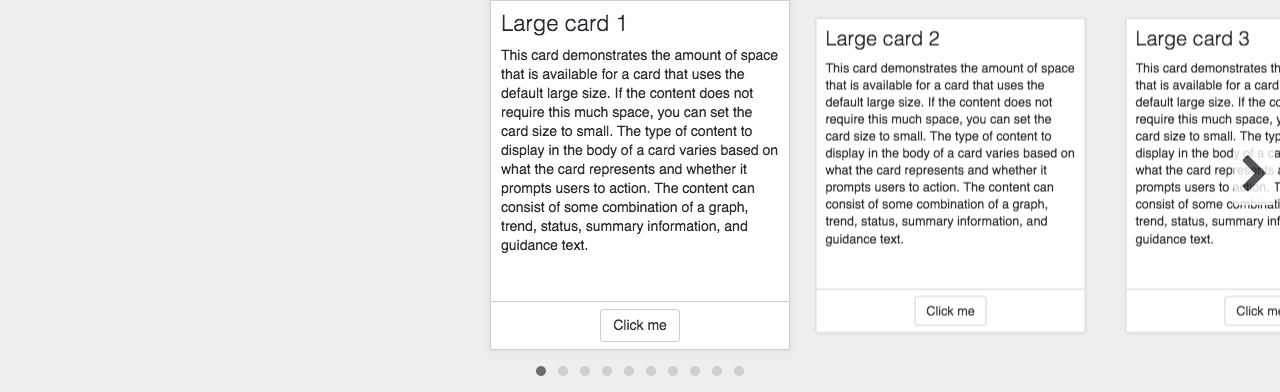 Large card 1
This card demonstrates the amount of space
that is available for a card that uses the
default large size. If the content does not
require this much space, you can set the
card size to small. The type of content to
display in the body of a card varies based on
what the card represents and whether it
prompts users to action. The content can
consist of some combination of a graph,
trend, status, summary information, and
guidance text.
Click me
Large card 2
This card demonstrates the amount of space
that is available for a card that uses the
default large size. If the content does not
require this much space, you can set the
card size to small. The type of content to
display in the body of a card varies based on
what the card represents and whether it
prompts users to action. The content can
consist of some combination of a graph,
trend, status, summary information, and
guidance text.
Click me
Large card 3
This card demonstrates th
that is available for a card
default large size. If the co
require this much space, y
card size to small. The typ
display in the body of a ca
what the card represents a
prompts users to action. T
consist of some combinati
trend, status, summary inf
guidance text.
Click me